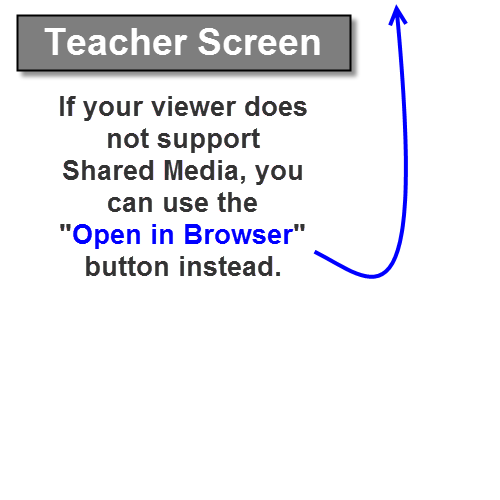 Teacher Screen
If your viewer does
not support
Shared Media, you
can use the
"Open in Browser"
button instead.